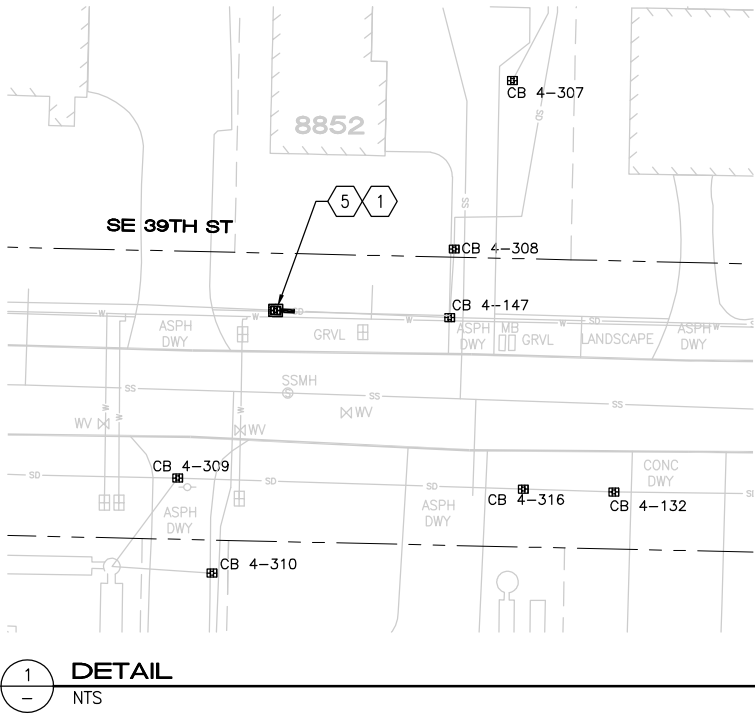 CB 4-307
SD
8852
5 1
SS
SE 39TH ST
CB 4-308
CB 4-147
W W W W SD
ASPH
DWY
GRVL
ASPH
DWY
MB
GRVL
LANDSCAPE
ASPH
DWY
W
SSMH
SS SS SS
W W W
WV
WV
WV
CB 4-309
SD SD SD
CONC
DWY
CB 4-316
CB 4-132
ASPH
DWY
ASPH
DWY
CB 4-310
1
–
DETAIL
NTS